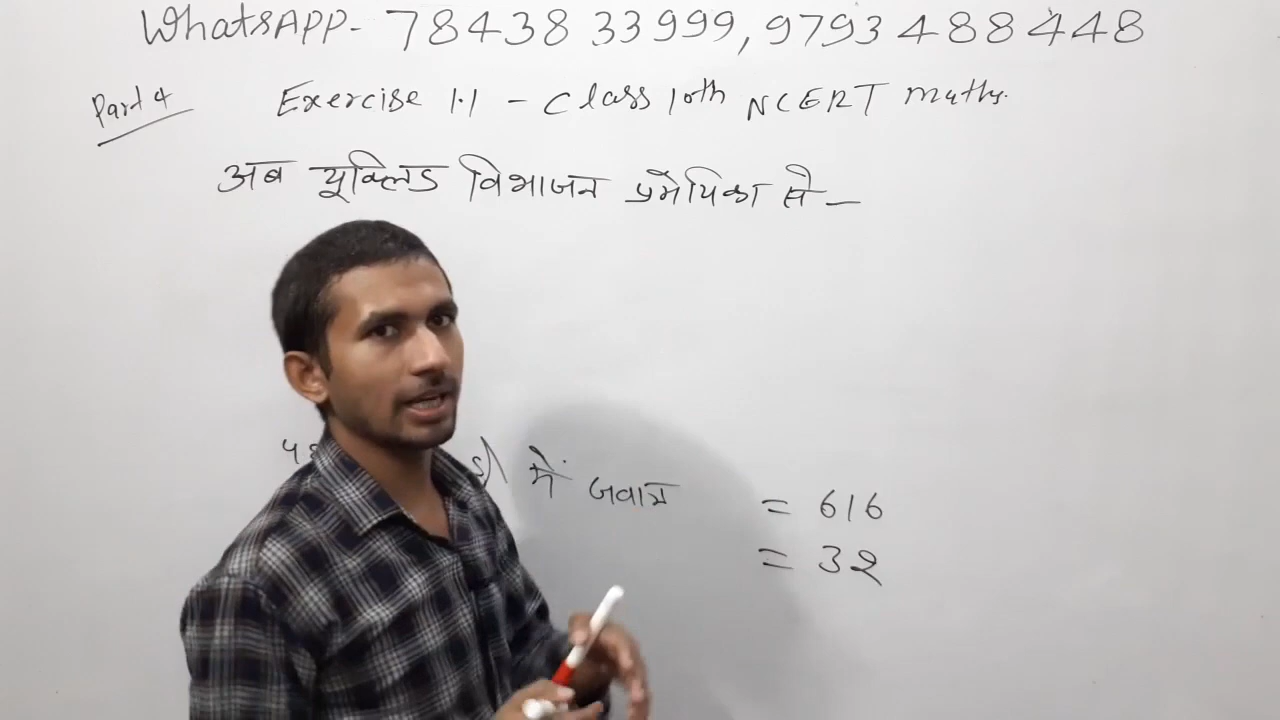 WhatsAPP- 78438 33999, 9793 488448
Part 4
Exercise 1.1 - Class 10th NCERT maths.
अब यूक्लिड विभाजन प्रमेयिका से —
में जवान = 616
= 32